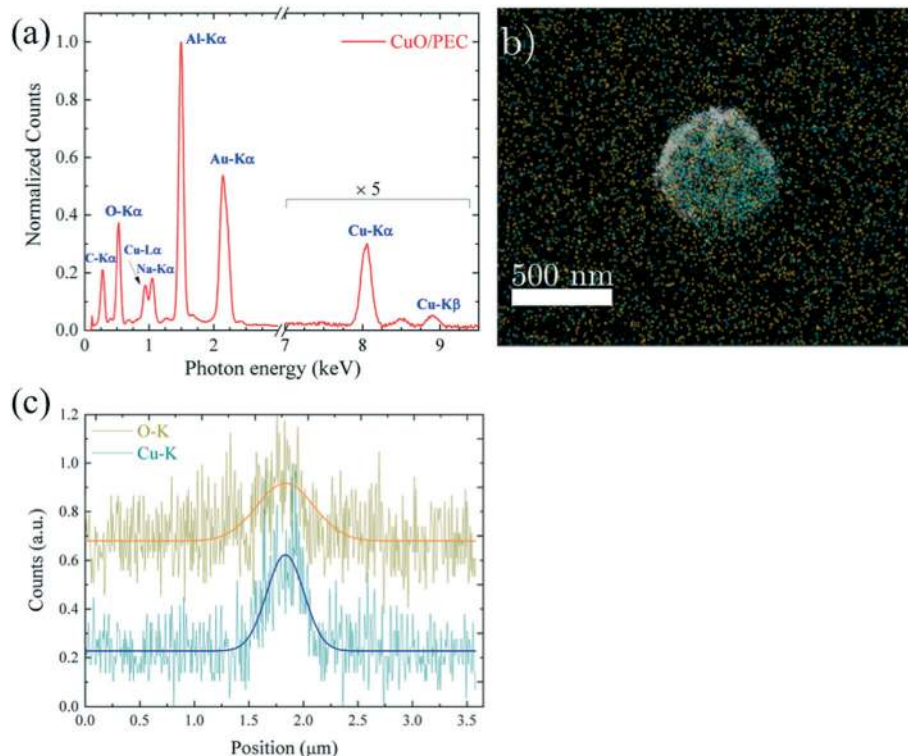 (a)
CuO/PEC
Al-Kα
Au-Kα
O-Kα
C-Kα
Cu-Lα
Na-Kα
× 5
Cu-Kα
Cu-Kβ
Normalized Counts
1.0
0.8
0.6
0.4
0.2
0.0
0 1 2 7 8 9
Photon energy (keV)
b)
500 nm
(c)
O-K
Cu-K
Counts (a.u.)
1.2
1.0
0.8
0.6
0.4
0.2
0.0
0.0 0.5 1.0 1.5 2.0 2.5 3.0 3.5
Position (μm)